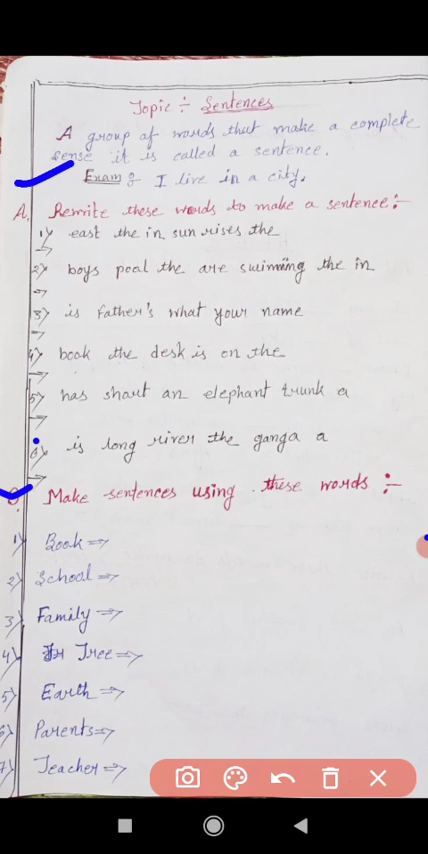 Topic ÷ Sentences
A group of words that make a complete
sense it is called a sentence.
Exam: I live in a city.
A. Rewrite these words to make a sentence:-
1) east the in sun rises the
2) boys pool the are swimming the in
3) is Father's what your name
4) book the desk is on the
5) has short an elephant trunk a
6) is long river the ganga a
B. Make sentences using these words :-
1) Book ⇒
2) School ⇒
3) Family ⇒
4) Tree ⇒
5) Earth ⇒
6) Parents ⇒
7) Teacher ⇒